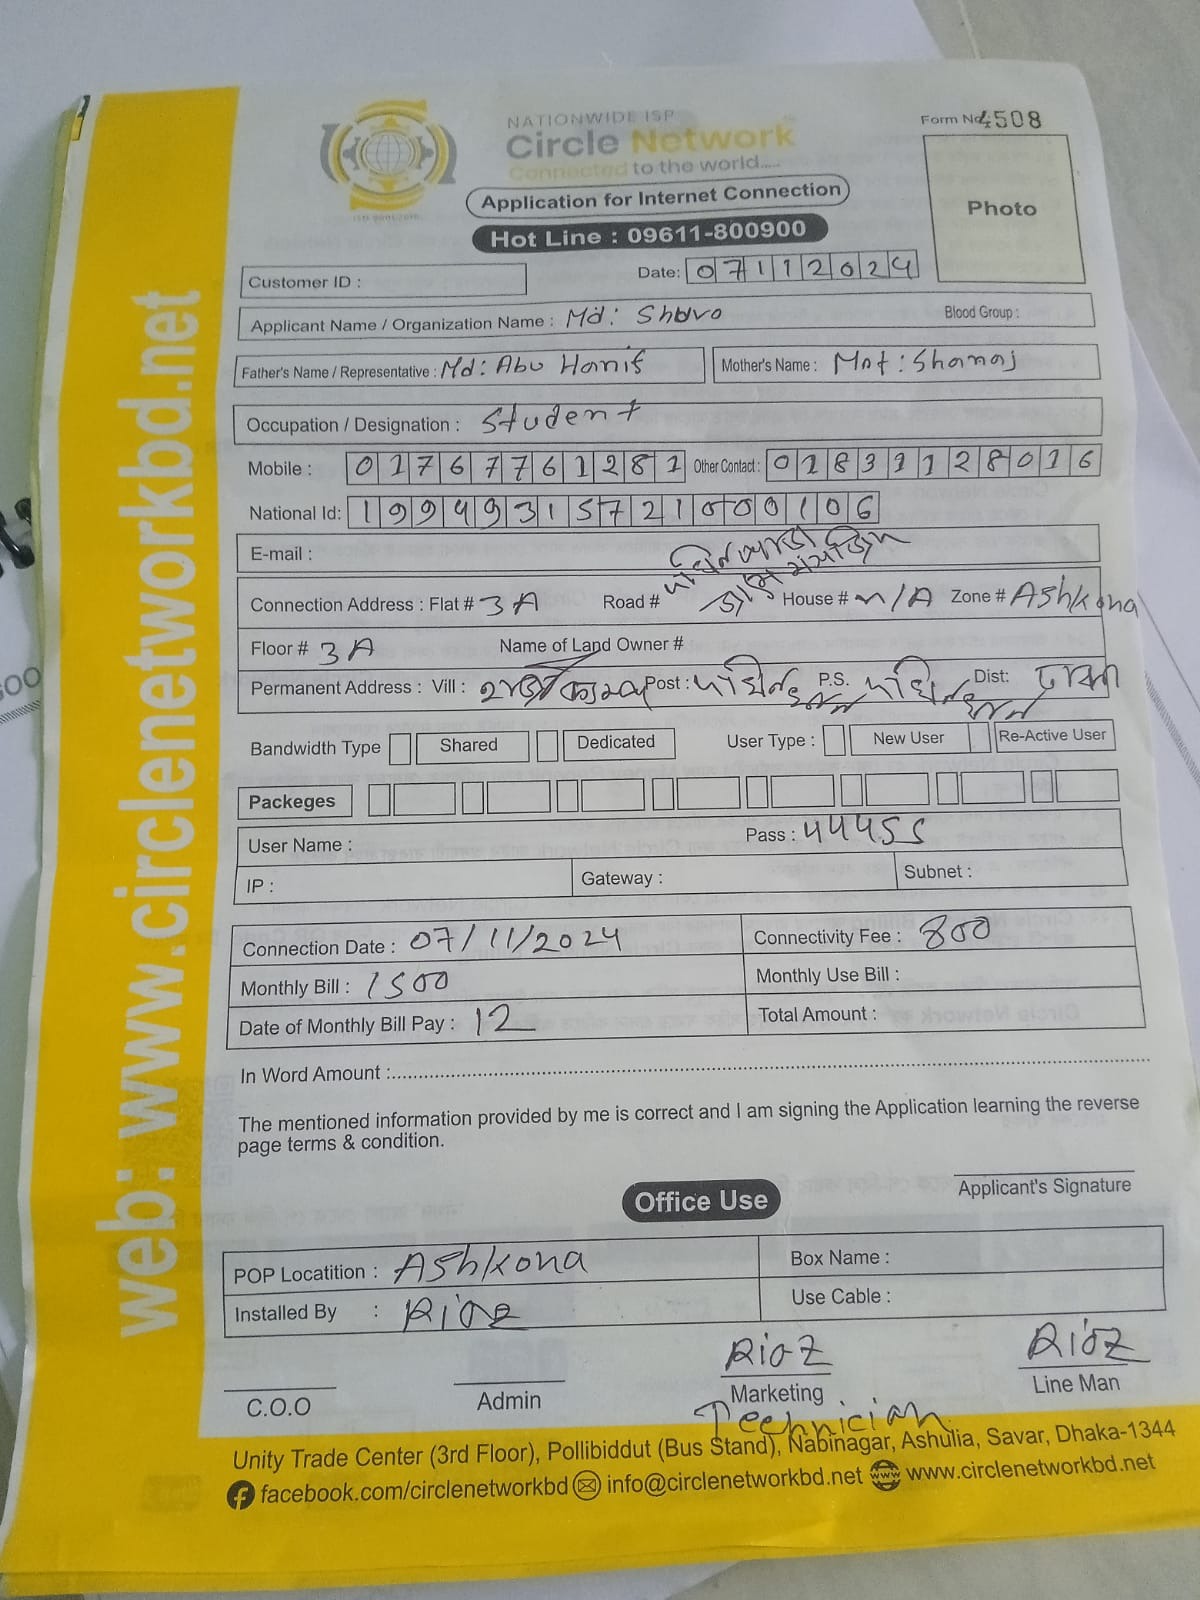 NATIONWIDE ISP
Circle Network
Connected to the world.....
Form No. 4508
Application for Internet Connection
Photo
Hot Line : 09611-800900
Customer ID :
Date: 07112024
Applicant Name / Organization Name : Md: Shovo Blood Group :
Father's Name / Representative : Md: Abu Hanif Mother's Name : Mnt: Shanaj
Occupation / Designation : Student
Mobile : 01767761281 Other Contact : 01831128016
National Id: 19949315721000106
E-mail :
Connection Address : Flat # 3 A Road # House # n/A Zone # Ashkona
Floor # 3 A Name of Land Owner #
Permanent Address : Vill : Post : P.S. Dist: ঢাকা
Bandwidth Type Shared Dedicated User Type : New User Re-Active User
Packeges
User Name : Pass : 44455
IP : Gateway : Subnet :
Connection Date : 07/11/2024 Connectivity Fee : 800
Monthly Bill : 1500 Monthly Use Bill :
Date of Monthly Bill Pay : 12 Total Amount :
In Word Amount :
The mentioned information provided by me is correct and I am signing the Application learning the reverse
page terms & condition.
Applicant's Signature
Office Use
POP Locatition : Ashkona Box Name :
Installed By : Rioz Use Cable :
Rioz Rioz
C.O.O Admin Marketing Line Man
Technician
Unity Trade Center (3rd Floor), Pollibiddut (Bus Stand), Nabinagar, Ashulia, Savar, Dhaka-1344
facebook.com/circlenetworkbd info@circlenetworkbd.net www www.circlenetworkbd.net
web: www.circlenetworkbd.net